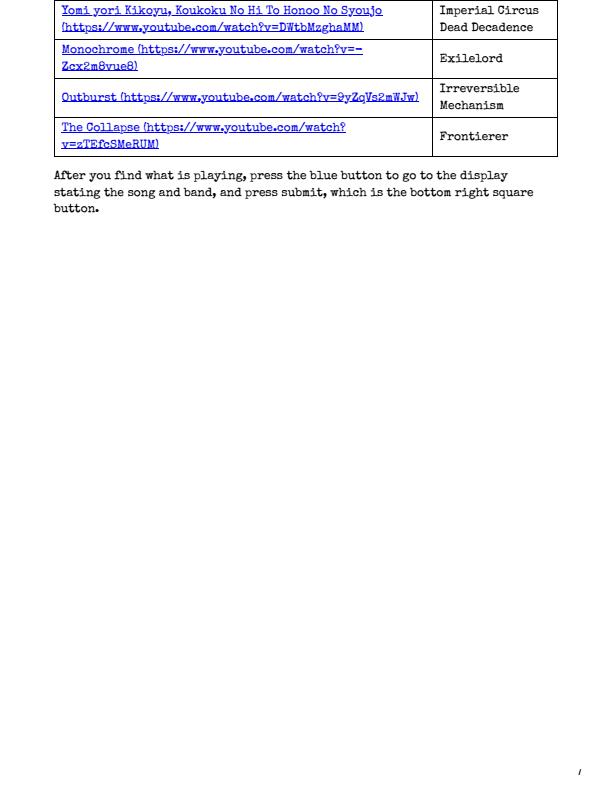 Yomi yori Kikoyu, Koukoku No Hi To Honoo No Syoujo
(https://www.youtube.com/watch?v=DWtbMzghaMM)
Imperial Circus
Dead Decadence
Monochrome (https://www.youtube.com/watch?v=-
Zcx2m8vue8)
Exilelord
Outburst (https://www.youtube.com/watch?v=9yZqVs2mWJw)
Irreversible
Mechanism
The Collapse (https://www.youtube.com/watch?
v=zTEfcSMeRUM)
Frontierer
After you find what is playing, press the blue button to go to the display
stating the song and band, and press submit, which is the bottom right square
button.
/